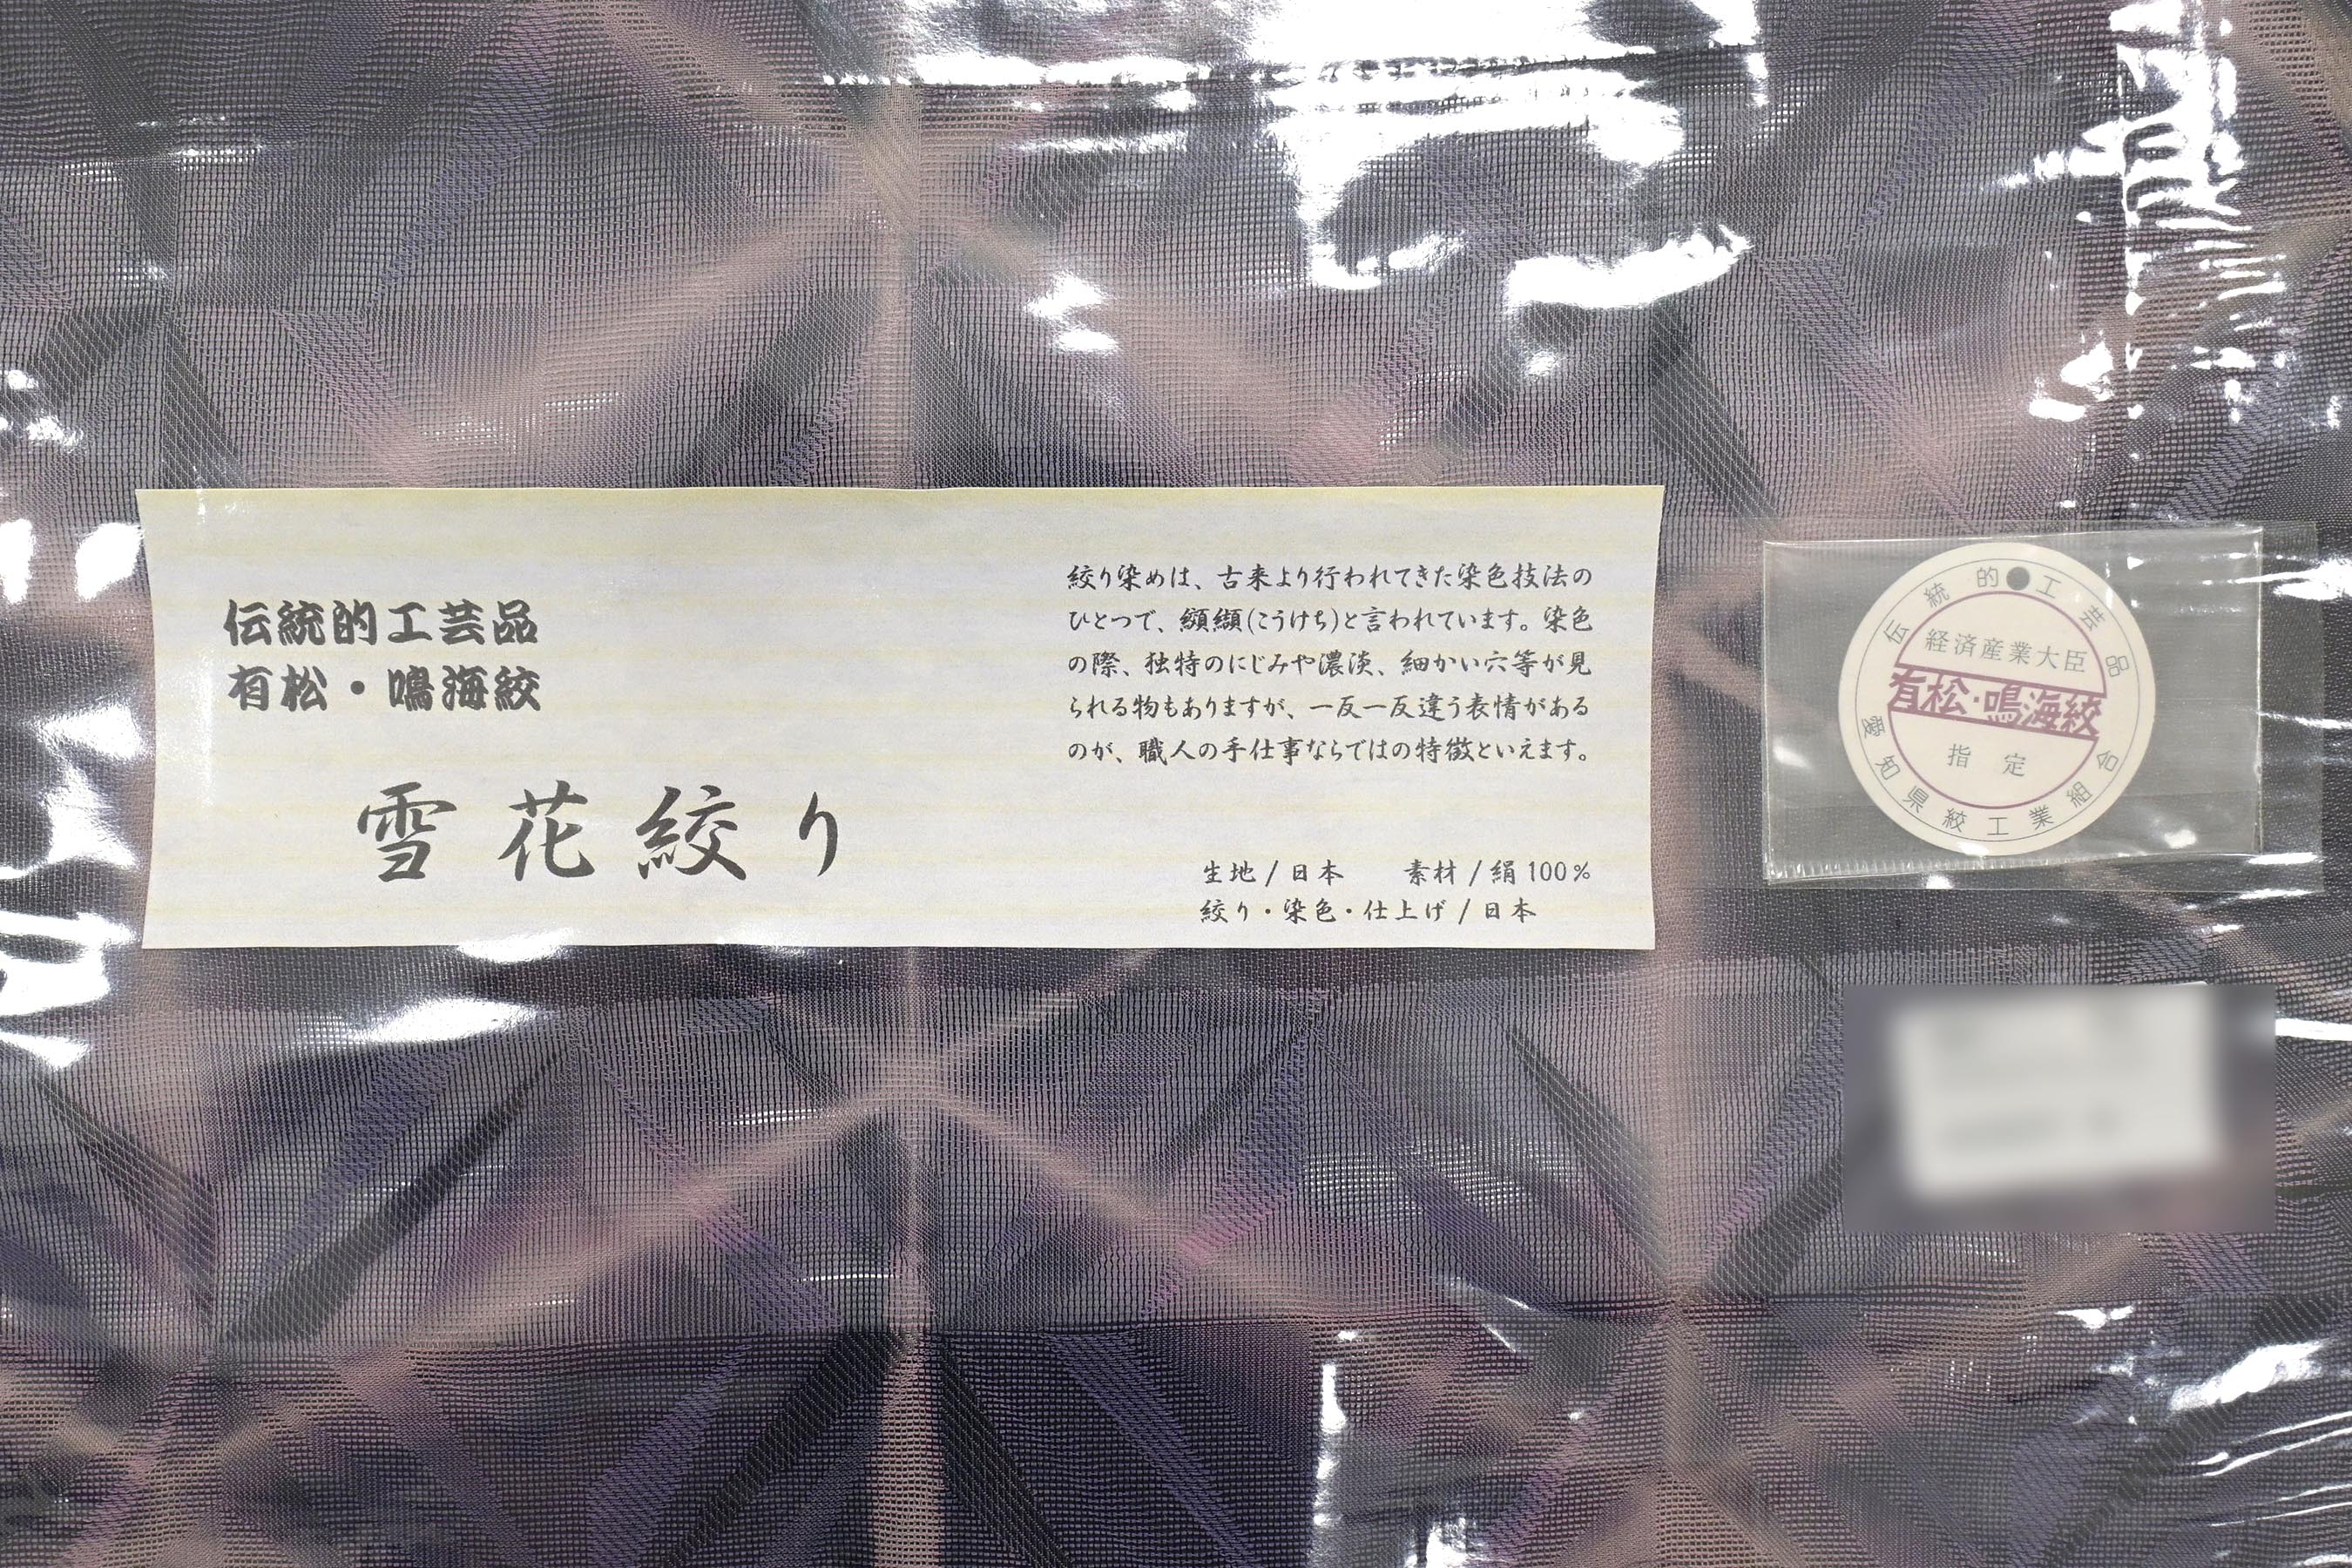 伝統的工芸品
有松・鳴海絞
雪花絞り
絞り染めは、古来より行われてきた染色技法の
ひとつで、纐纈(こうけち)と言われています。染色
の際、独特のにじみや濃淡、細かい穴等が見
られる物もありますが、一反一反違う表情がある
のが、職人の手仕事ならではの特徴といえます。
生地/日本　素材/絹100%
絞り・染色・仕上げ/日本
伝統的工芸品
経済産業大臣
有松・鳴海絞
指定
愛知県絞工業組合